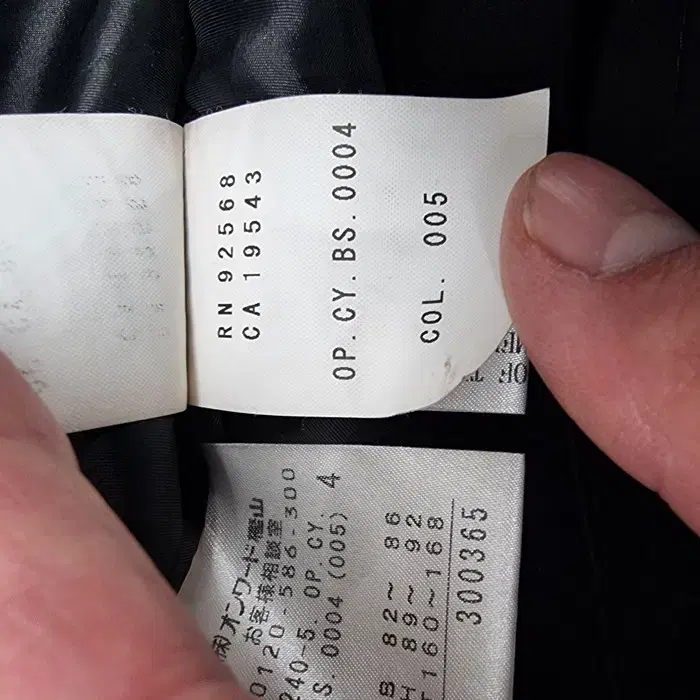 RN 92568
CA 19543
OP.CY.BS.0004
COL. 005
㈱オンワード樫山
お客様相談室
0120-586-300
240-5. OP.CY.
S. 0004 (005) 4
B 82~ 86
H 89~ 92
T 160~168
300365